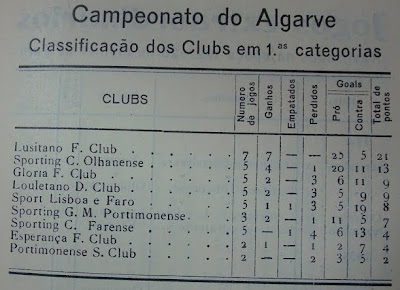 Campeonato do Algarve
Classificação dos Clubs em 1.as categorias
CLUBS Numero de jogos Ganhos Empatados Perdidos Goals Pró Contra Total de pontos
Lusitano F. Club . . . . . 7 7 — — 5 21
Sporting C. Olhanense . . . . 5 4 — 1 20 11 13
Gloria F. Club . . . . . 5 2 — 3 6 11 9
Louletano D. Club . . . . . 5 2 — 3 5 9 9
Sport Lisboa e Faro . . . . 5 1 1 3 5 19 8
Sporting G. M. Portimonense . . . 3 2 — 1 11 5 7
Sporting C. Farense . . . . 5 — 1 4 6 13 4
Esperança F. Club . . . . . 2 1 — 1 2 7 4
Portimonense S. Club . . . . 2 — — 2 3 5 2